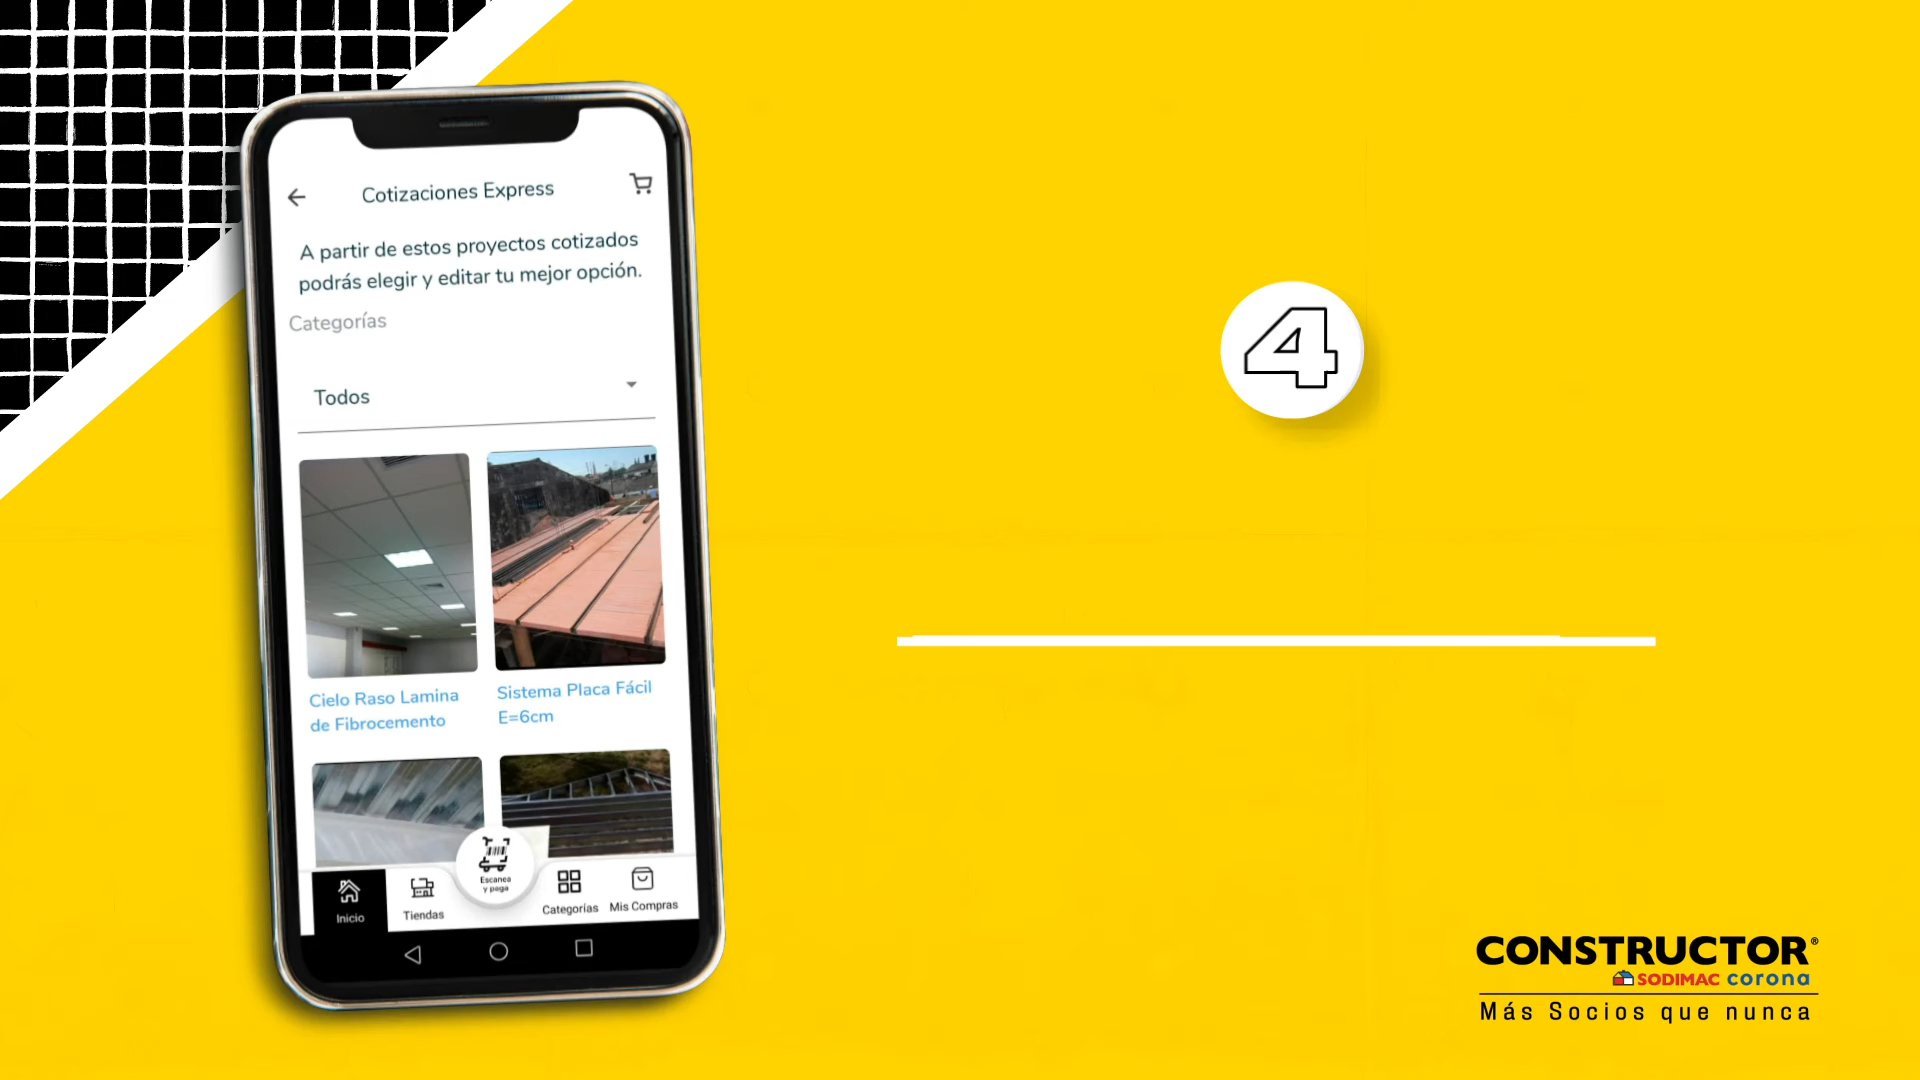 Cotizaciones Express
A partir de estos proyectos cotizados
podrás elegir y editar tu mejor opción.
Categorías
Todos
Cielo Raso Lamina
de Fibrocemento
Sistema Placa Fácil
E=6cm
Escanea
y paga
Inicio
Tiendas
Categorías
Mis Compras
4
CONSTRUCTOR®
SODIMAC corona
Más Socios que nunca